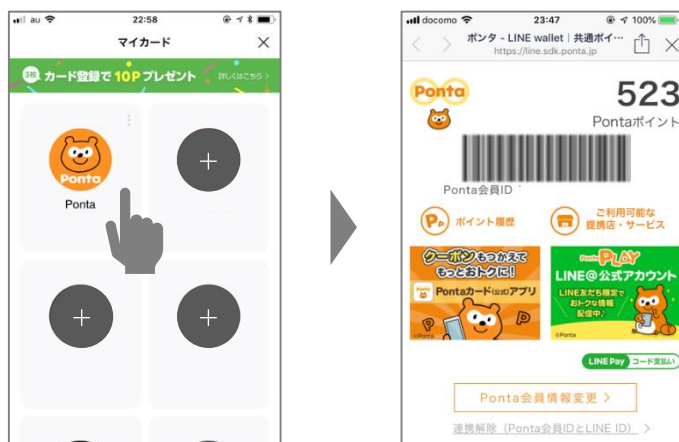 au
22:58
マイカード
3枚 カード登録で10Pプレゼント 詳しくはこちら >
Ponta
Ponta
docomo
23:47
100%
ポンタ - LINE wallet｜共通ポイ…
https://line.sdk.ponta.jp
Ponta
523
Pontaポイント
Ponta会員ID
ポイント履歴
ご利用可能な
提携店・サービス
クーポンもつかえて
もっとおトクに!
Pontaカード(公式)アプリ
©Ponta
Ponta PLAY
LINE@公式アカウント
LINE友だち限定で
おトクな情報
配信中♪
©Ponta
LINE Pay コード支払い
Ponta会員情報変更 >
連携解除（Ponta会員IDとLINE ID） >